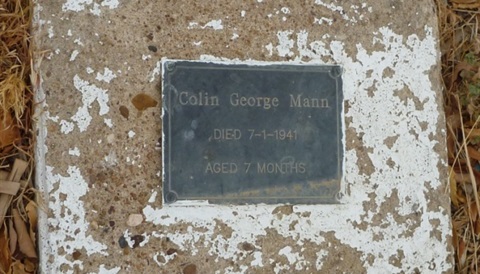 Colin George Mann
DIED 7-1-1941
AGED 7 MONTHS